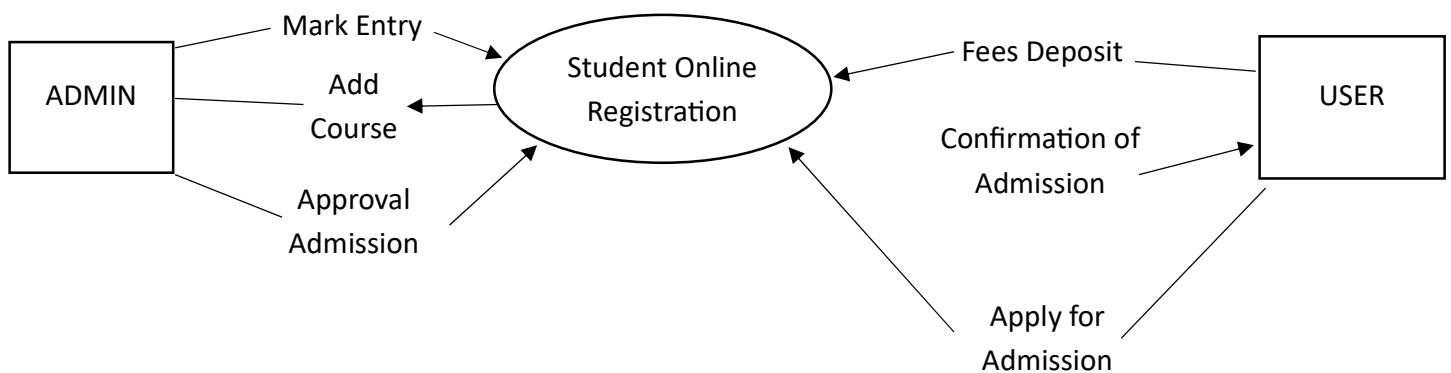 ADMIN
Mark Entry
Add
Course
Approval
Admission
Student Online
Registration
Fees Deposit
Confirmation of
Admission
Apply for
Admission
USER